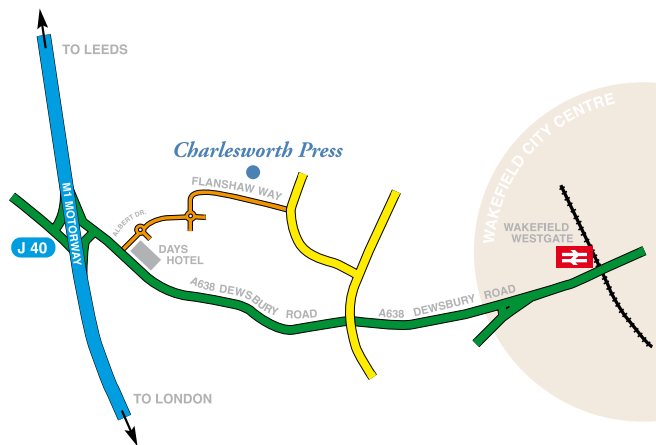 TO LEEDS
WAKEFIELD CITY CENTRE
Charlesworth Press
FLANSHAW WAY
M1 MOTORWAY
ALBERT DR
WAKEFIELD
WESTGATE
J 40
DAYS
HOTEL
A638 DEWSBURY ROAD
A638 DEWSBURY ROAD
TO LONDON